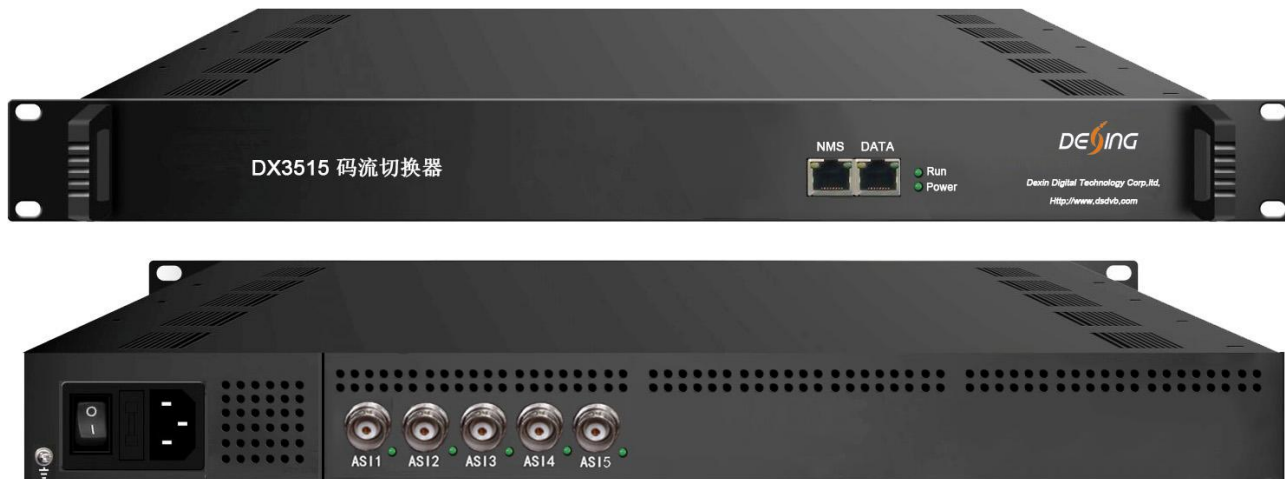 DX3515 码流切换器
NMS DATA
Run
Power
DESING
Dexin Digital Technology Corp,ltd,
Http://www.dsdvb.com
O
I
ASI1 ASI2 ASI3 ASI4 ASI5